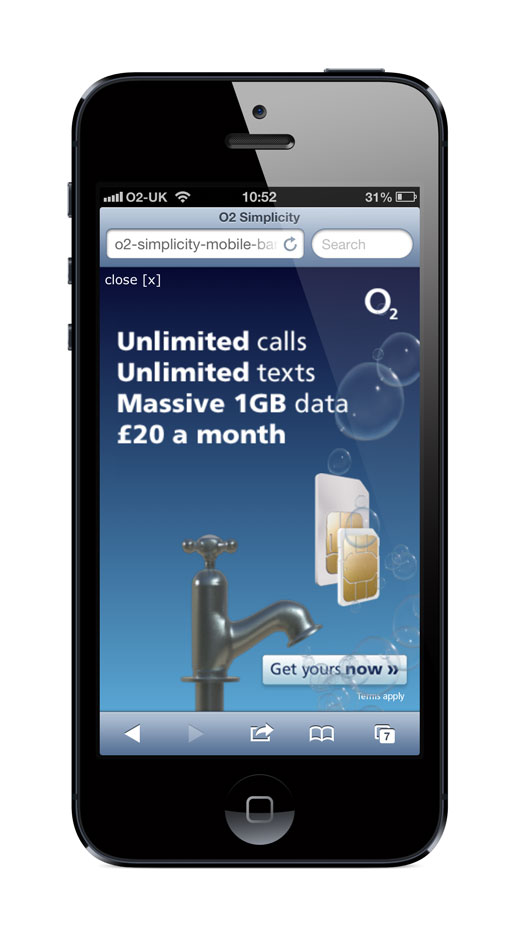 O2-UK 10:52 31%
O2 Simplicity
o2-simplicity-mobile-ba
Search
close [x]
O2
Unlimited calls
Unlimited texts
Massive 1GB data
£20 a month
Get yours now »
Terms apply
7